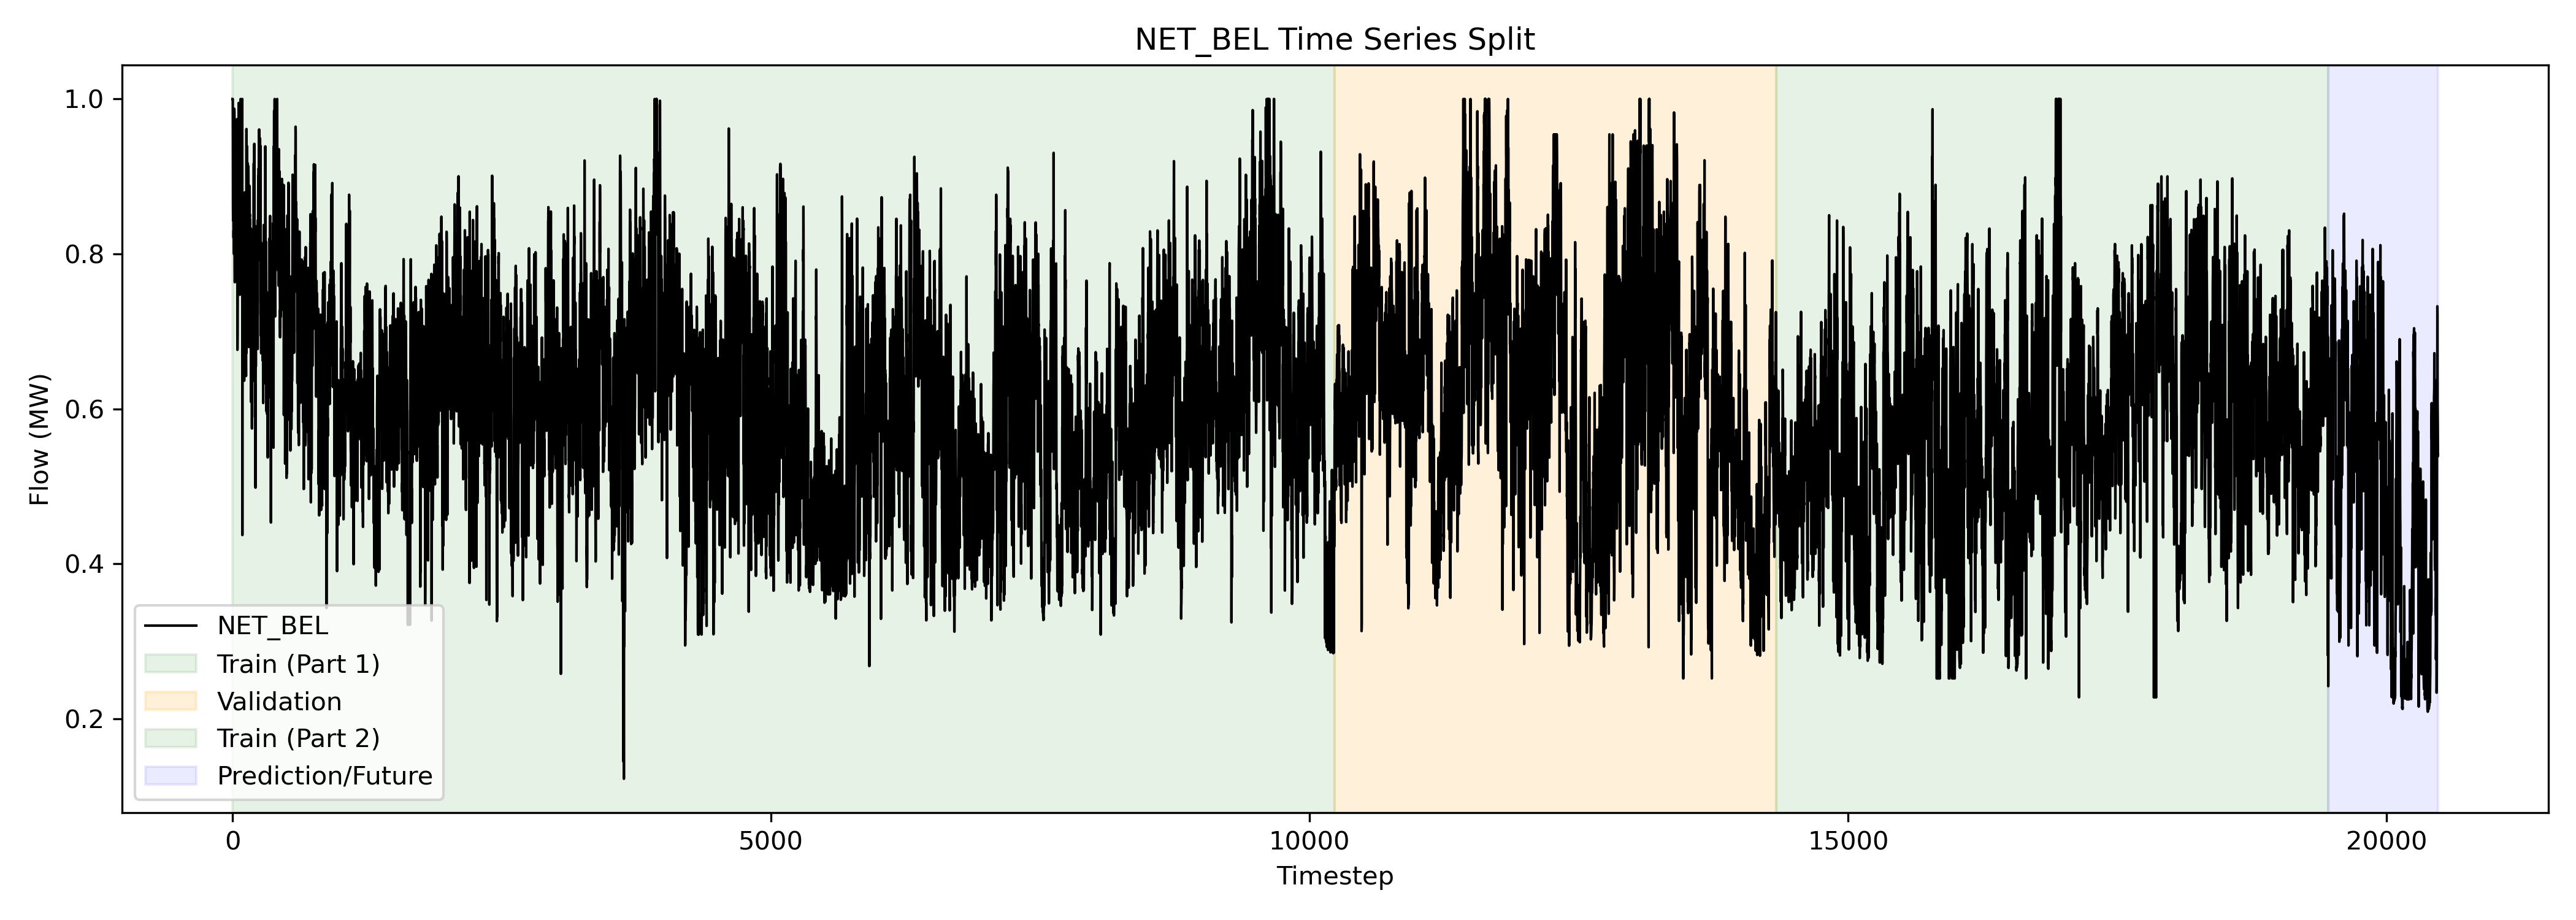 NET_BEL Time Series Split
Flow (MW)
1.0
0.8
0.6
0.4
0.2
NET_BEL
Train (Part 1)
Validation
Train (Part 2)
Prediction/Future
0 5000 10000 15000 20000
Timestep